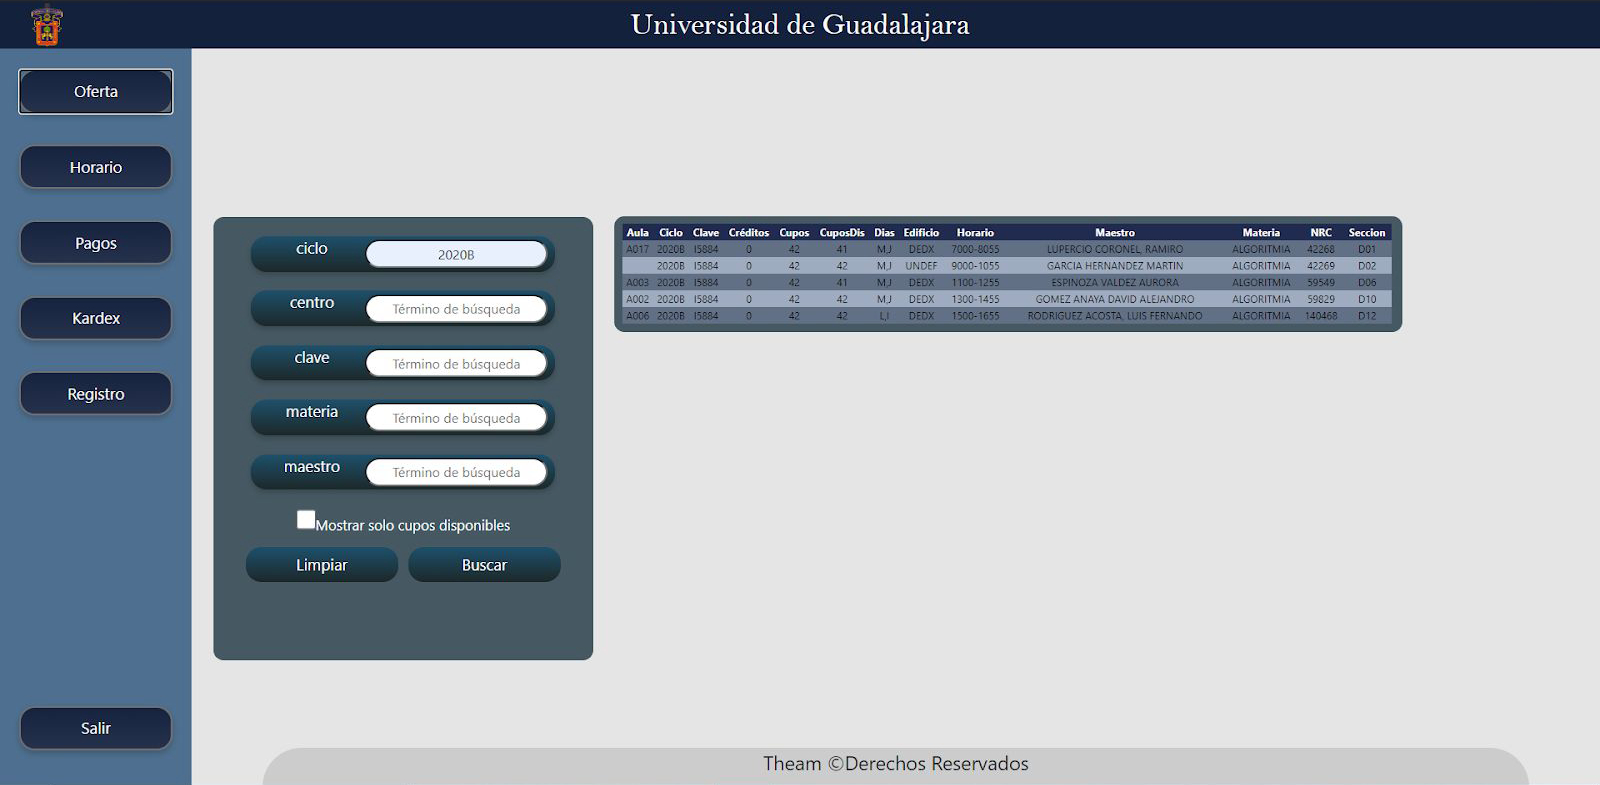 Universidad de Guadalajara
Oferta
Horario
Pagos
Kardex
Registro
Salir
ciclo 2020B
centro Término de búsqueda
clave Término de búsqueda
materia Término de búsqueda
maestro Término de búsqueda
Mostrar solo cupos disponibles
Limpiar Buscar
Aula Ciclo Clave Créditos Cupos CuposDis Dias Edificio Horario Maestro Materia NRC Seccion
A017 2020B I5884 0 42 41 M,J DEDX 7000-8055 LUPERCIO CORONEL, RAMIRO ALGORITMIA 42268 D01
2020B I5884 0 42 42 M,J UNDEF 9000-1055 GARCIA HERNANDEZ MARTIN ALGORITMIA 42269 D02
A003 2020B I5884 0 42 41 M,J DEDX 1100-1255 ESPINOZA VALDEZ AURORA ALGORITMIA 59549 D06
A002 2020B I5884 0 42 42 M,J DEDX 1300-1455 GOMEZ ANAYA DAVID ALEJANDRO ALGORITMIA 59829 D10
A006 2020B I5884 0 42 42 L,I DEDX 1500-1655 RODRIGUEZ ACOSTA, LUIS FERNANDO ALGORITMIA 140468 D12
Theam ©Derechos Reservados